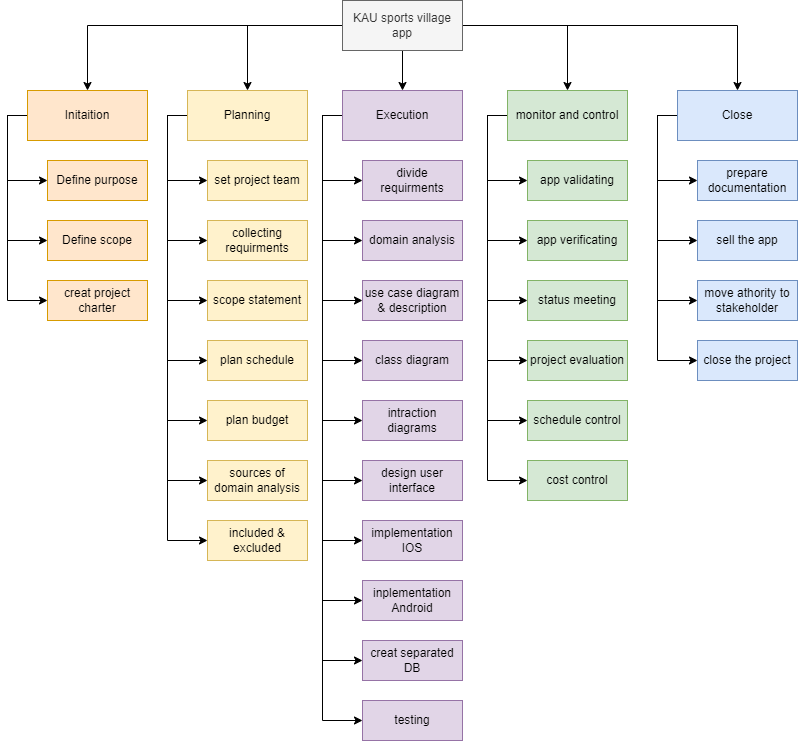 KAU sports village
app
Initaition
Planning
Execution
monitor and control
Close
Define purpose
Define scope
creat project
charter
set project team
collecting
requirments
scope statement
plan schedule
plan budget
sources of
domain analysis
included &
excluded
divide
requirments
domain analysis
use case diagram
& description
class diagram
intraction
diagrams
design user
interface
implementation
IOS
inplementation
Android
creat separated
DB
testing
app validating
app verificating
status meeting
project evaluation
schedule control
cost control
prepare
documentation
sell the app
move athority to
stakeholder
close the project